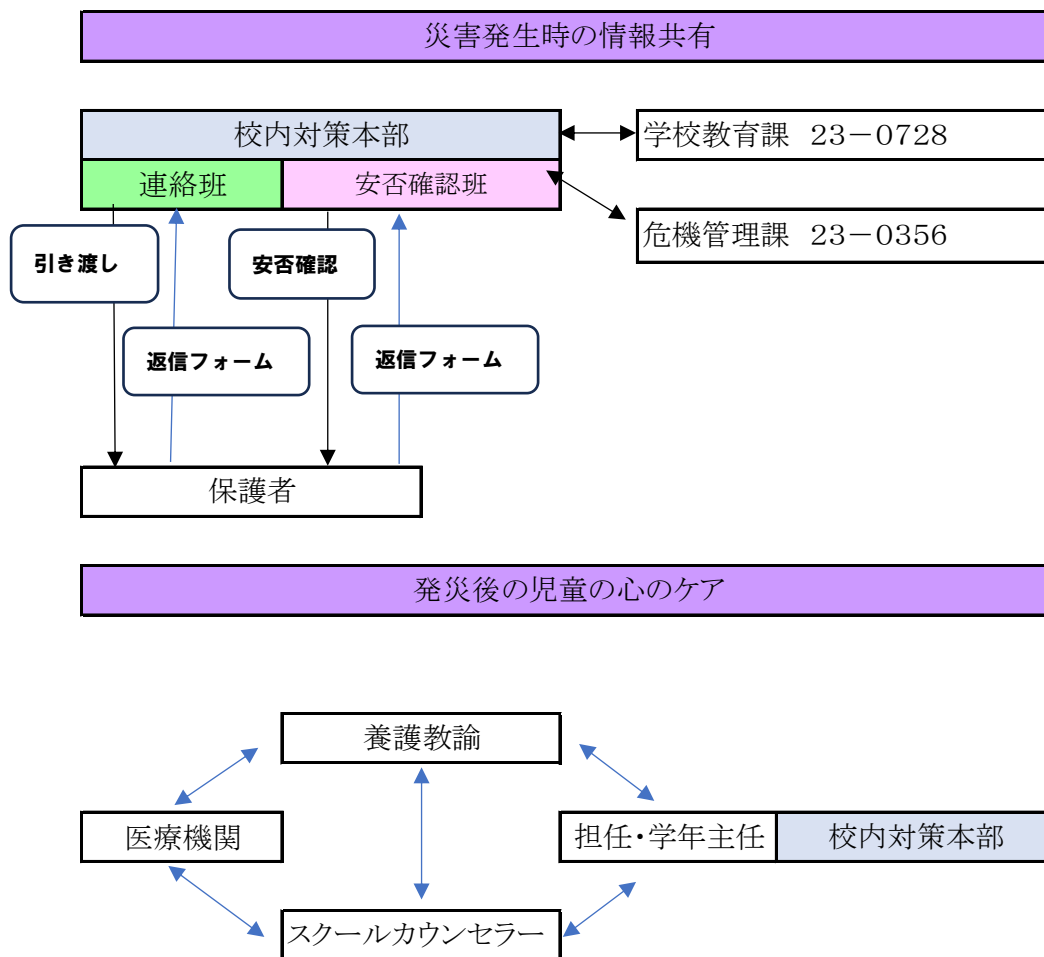 災害発生時の情報共有
校内対策本部
学校教育課 23－0728
連絡班
安否確認班
危機管理課 23－0356
引き渡し
安否確認
返信フォーム
返信フォーム
保護者
発災後の児童の心のケア
養護教諭
医療機関
担任・学年主任
校内対策本部
スクールカウンセラー